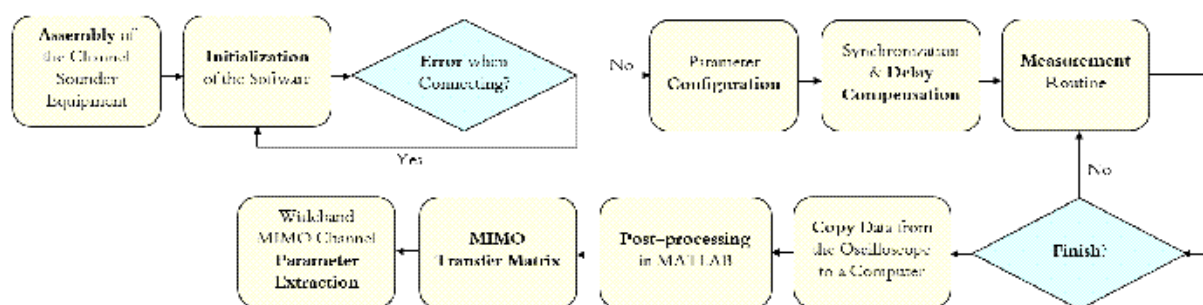 Assembly of
the Channel
Sounder
Equipment
Initialization
of the Software
Error when
Connecting?
Yes
No
Parameter
Configuration
Synchronization
& Delay
Compensation
Measurement
Routine
No
Finish?
Copy Data from
the Oscilloscope
to a Computer
Post-processing
in MATLAB
MIMO
Transfer Matrix
Wideband
MIMO Channel
Parameter
Extraction